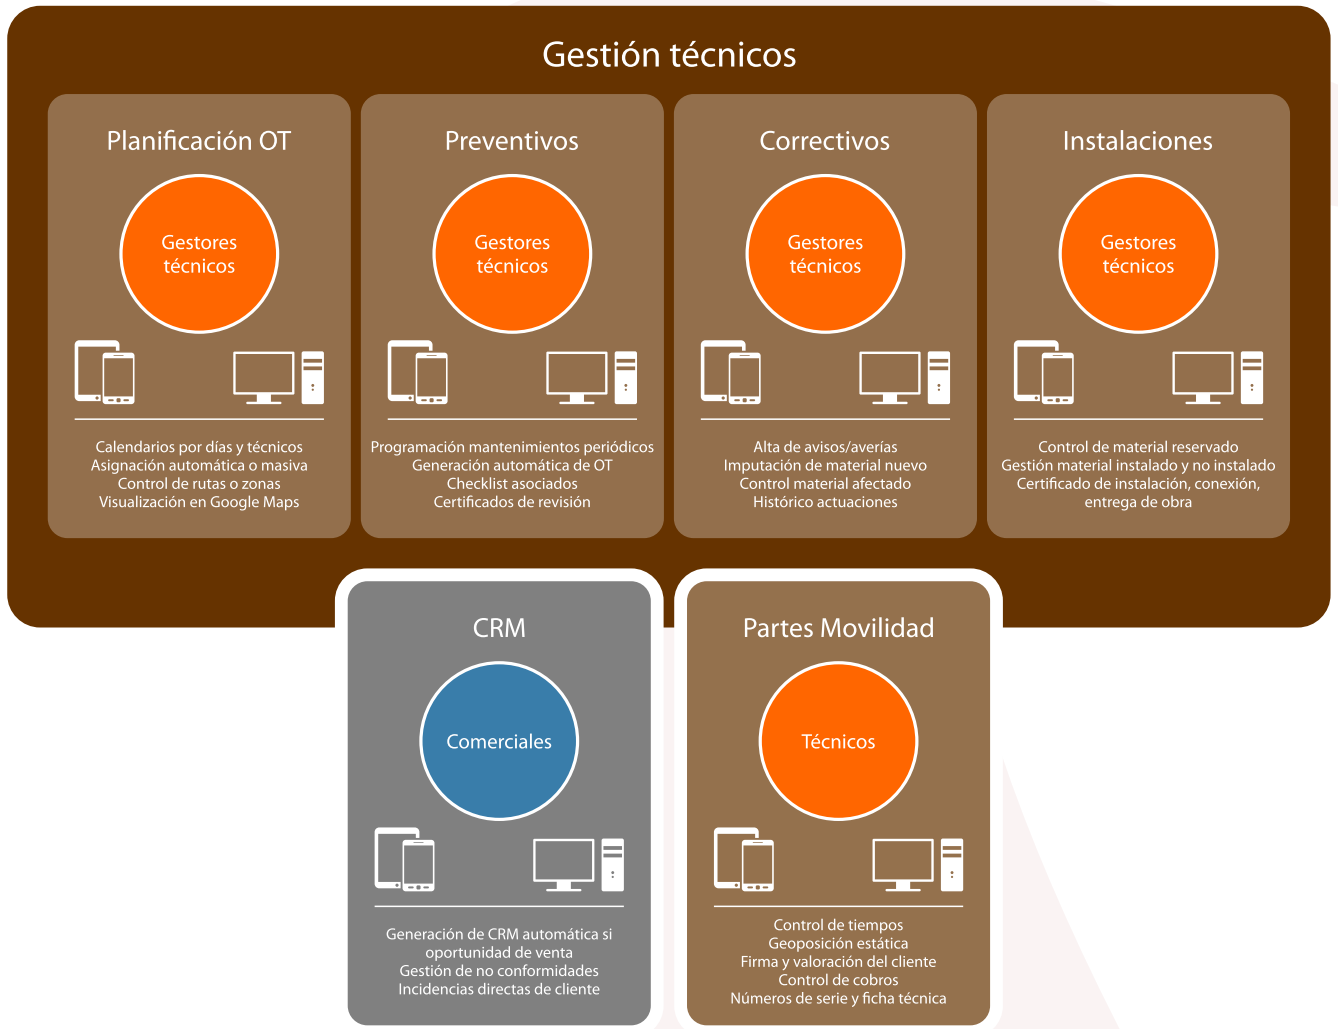 Gestión técnicos
Planificación OT
Gestores
técnicos
Calendarios por días y técnicos
Asignación automática o masiva
Control de rutas o zonas
Visualización en Google Maps
Preventivos
Gestores
técnicos
Programación mantenimientos periódicos
Generación automática de OT
Checklist asociados
Certificados de revisión
Correctivos
Gestores
técnicos
Alta de avisos/averías
Imputación de material nuevo
Control material afectado
Histórico actuaciones
Instalaciones
Gestores
técnicos
Control de material reservado
Gestión material instalado y no instalado
Certificado de instalación, conexión,
entrega de obra
CRM
Comerciales
Generación de CRM automática si
oportunidad de venta
Gestión de no conformidades
Incidencias directas de cliente
Partes Movilidad
Técnicos
Control de tiempos
Geoposición estática
Firma y valoración del cliente
Control de cobros
Números de serie y ficha técnica